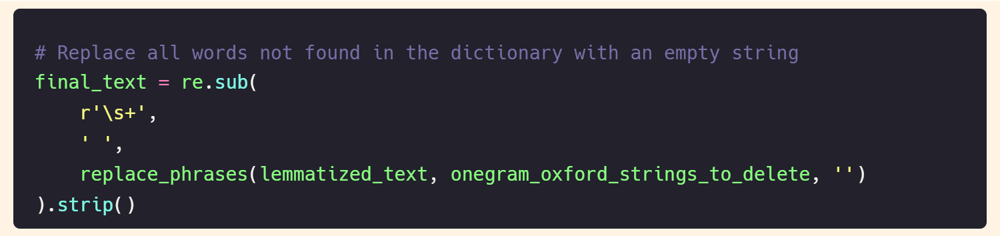 # Replace all words not found in the dictionary with an empty string
final_text = re.sub(
    r'\s+',
    ' ',
    replace_phrases(lemmatized_text, onegram_oxford_strings_to_delete, '')
).strip()